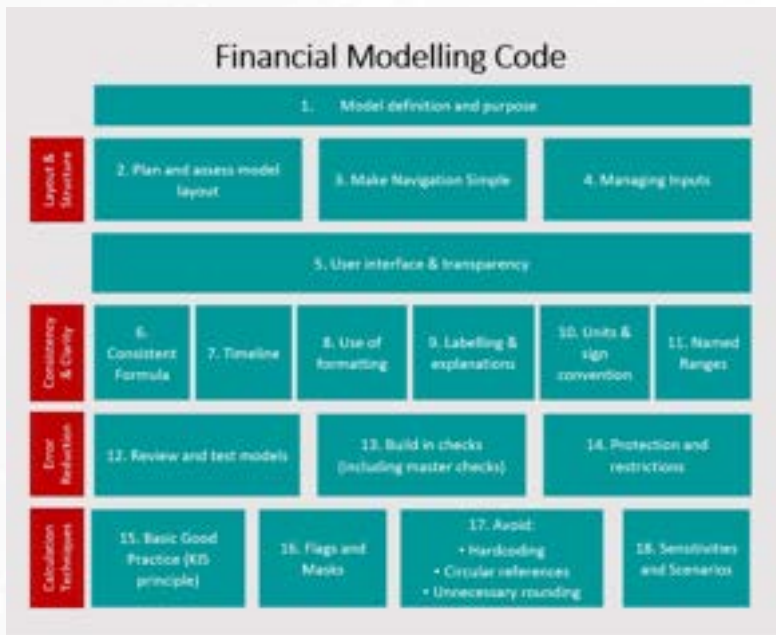 Financial Modelling Code
1. Model definition and purpose
Layout &
Structure
2. Plan and assess model
layout
3. Make Navigation Simple
4. Managing Inputs
5. User interface & transparency
Consistency
& Clarity
6.
Consistent
Formula
7. Timeline
8. Use of
formatting
9. Labelling &
explanations
10. Units &
sign
convention
11. Named
Ranges
Error
Reduction
12. Review and test models
13. Build in checks
(including master checks)
14. Protection and
restrictions
Calculation
Techniques
15. Basic Good
Practice (KIS
principle)
16. Flags and
Masks
17. Avoid:
• Hardcoding
• Circular references
• Unnecessary rounding
18. Sensitivities
and Scenarios